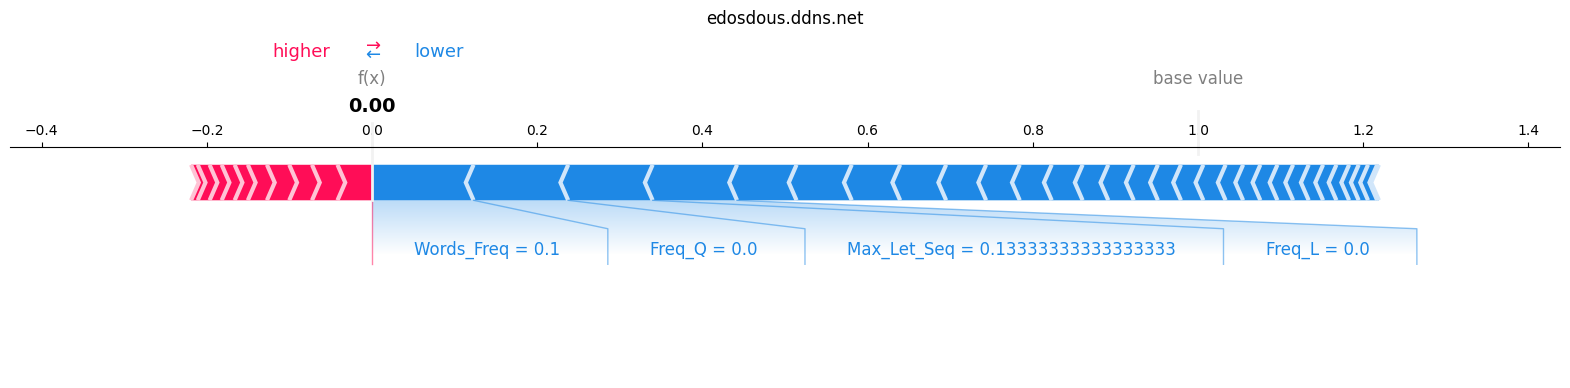 edosdous.ddns.net
higher ⇄ lower
f(x) base value
0.00
−0.4 −0.2 0.0 0.2 0.4 0.6 0.8 1.0 1.2 1.4
Words_Freq = 0.1 Freq_Q = 0.0 Max_Let_Seq = 0.13333333333333333 Freq_L = 0.0